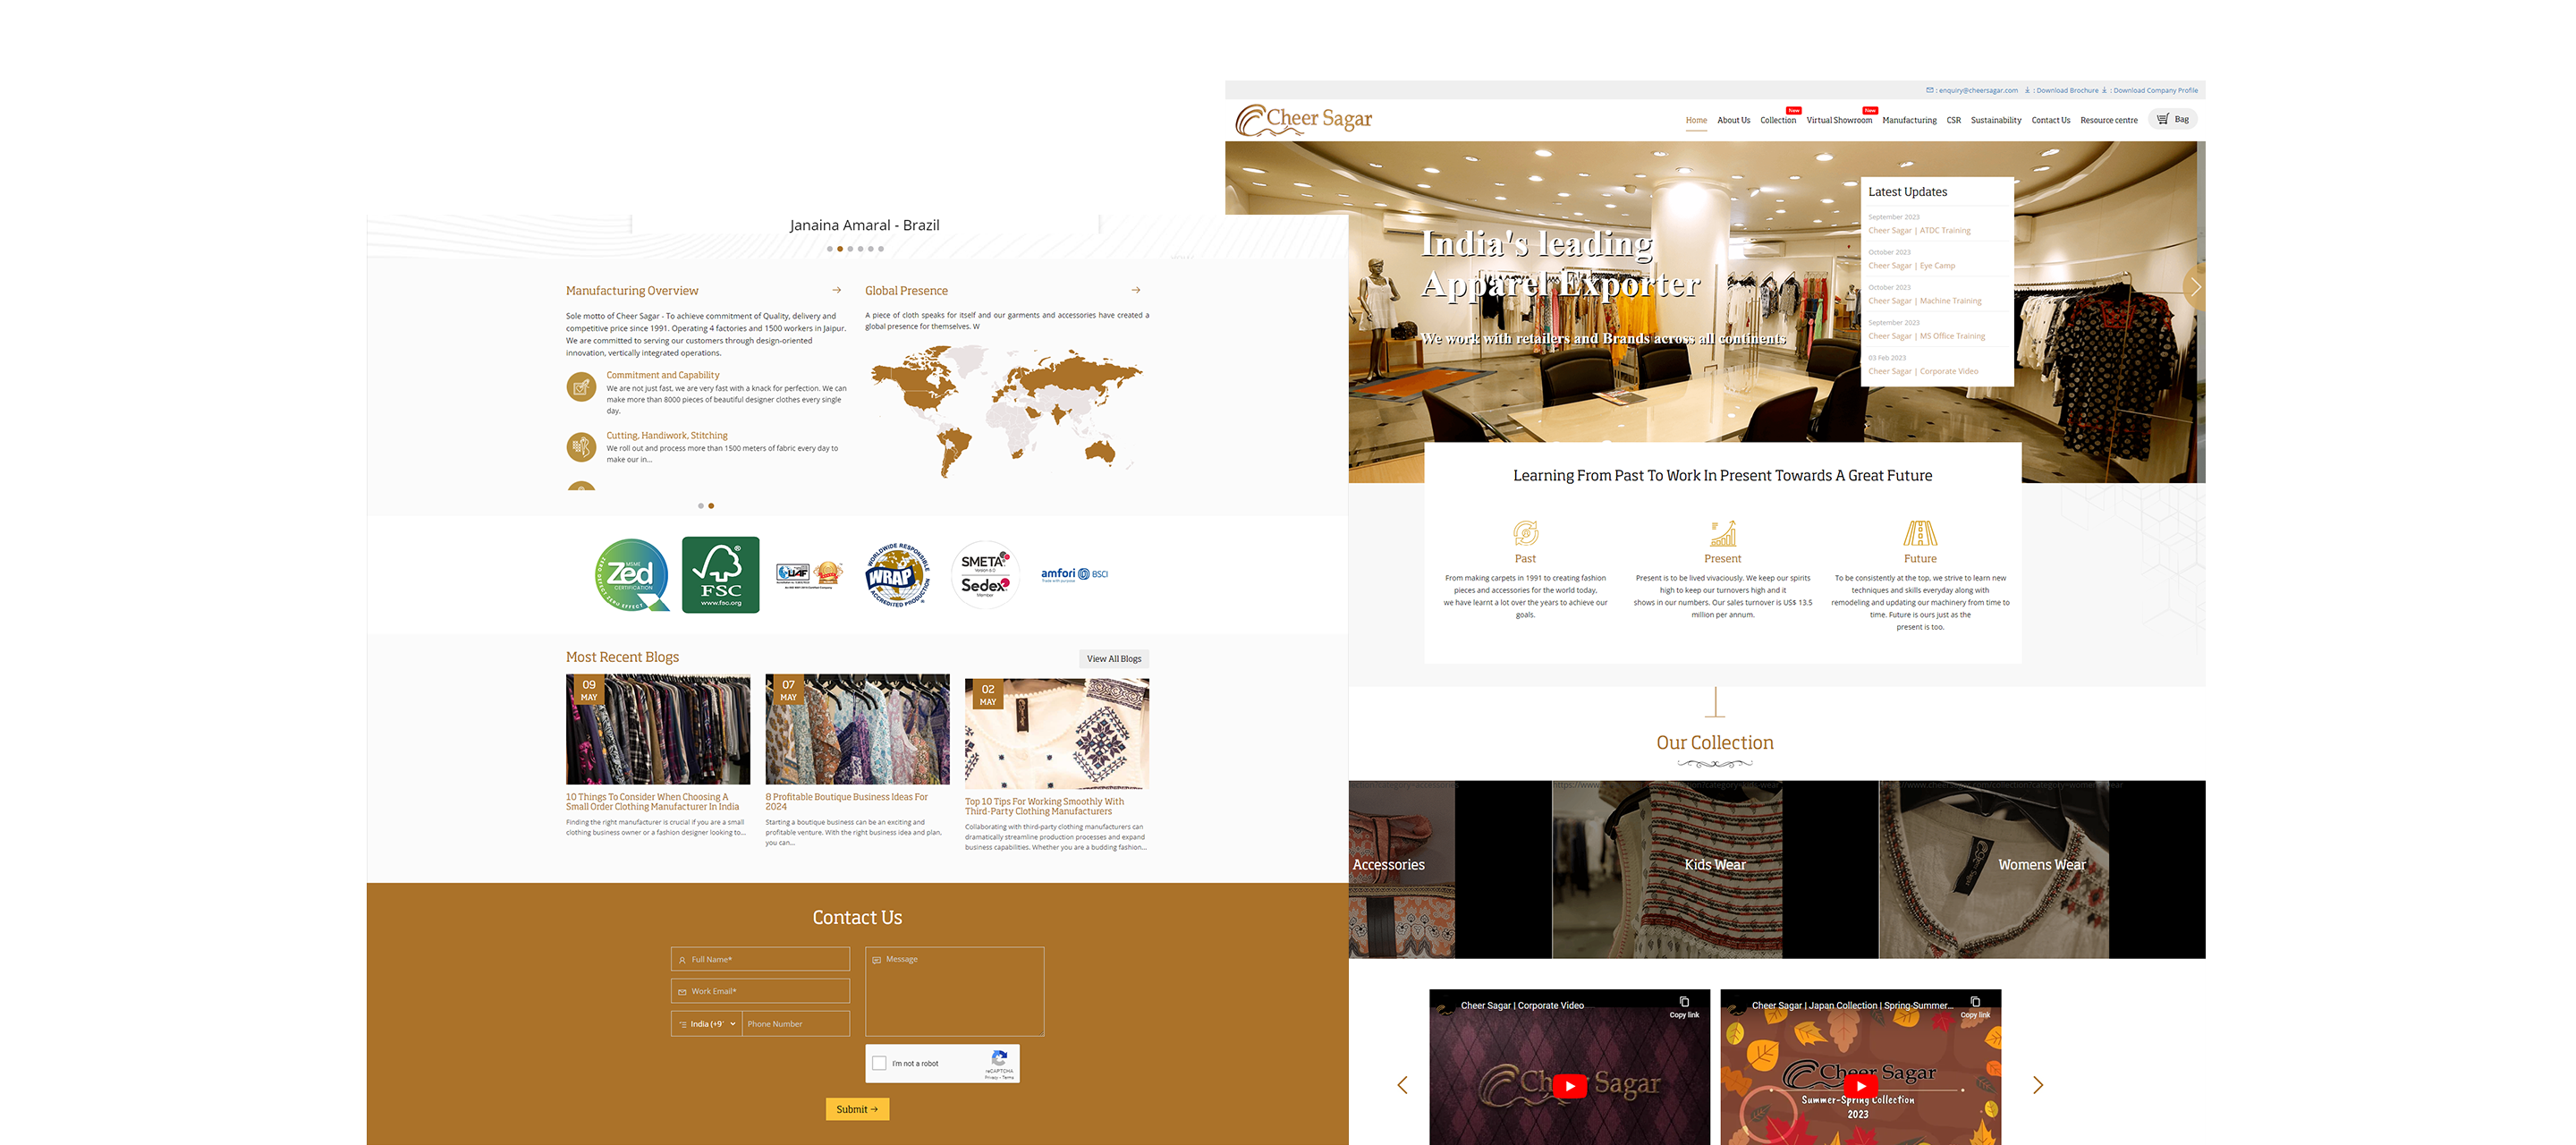 Janaina Amaral - Brazil
Manufacturing Overview
Sole motto of Cheer Sagar - To achieve commitment of Quality, delivery and
competitive price since 1991. Operating 4 factories and 1500 workers in Jaipur.
We are committed to serving our customers through design-oriented
innovation, vertically integrated operations.
Commitment and Capability
We are not just fast, we are very fast with a knack for perfection. We can
make more than 8000 pieces of beautiful designer clothes every single
day.
Cutting, Handiwork, Stitching
We roll out and process more than 1500 meters of fabric every day to
make our in...
Global Presence
A piece of cloth speaks for itself and our garments and accessories have created a
global presence for themselves. W
MSME
Zed
CERTIFICATION
ZERO DEFECT ZERO EFFECT
FSC
www.fsc.org
UAF
WORLDWIDE RESPONSIBLE
WRAP
ACCREDITED PRODUCTION
SMETA
Sedex
Member
amfori BSCI
Most Recent Blogs
View All Blogs
09
MAY
10 Things To Consider When Choosing A
Small Order Clothing Manufacturer In India
Finding the right manufacturer is crucial if you are a small
clothing business owner or a fashion designer looking to...
07
MAY
8 Profitable Boutique Business Ideas For
2024
Starting a boutique business can be an exciting and
profitable venture. With the right business idea and plan,
you can...
02
MAY
Top 10 Tips For Working Smoothly With
Third-Party Clothing Manufacturers
Collaborating with third-party clothing manufacturers can
dramatically streamline production processes and expand
business capabilities. Whether you are a budding fashion...
Contact Us
Full Name*
Work Email*
India (+9
Phone Number
Message
I'm not a robot
reCAPTCHA
Privacy - Terms
Submit →
: enquiry@cheersagar.com : Download Brochure : Download Company Profile
Cheer Sagar
Home About Us Collection New Virtual Showroom New Manufacturing CSR Sustainability Contact Us Resource centre Bag
India's leading
Apparel Exporter
We work with retailers and Brands across all continents
Latest Updates
September 2023
Cheer Sagar | ATDC Training
October 2023
Cheer Sagar | Eye Camp
October 2023
Cheer Sagar | Machine Training
September 2023
Cheer Sagar | MS Office Training
03 Feb 2023
Cheer Sagar | Corporate Video
Learning From Past To Work In Present Towards A Great Future
Past
From making carpets in 1991 to creating fashion
pieces and accessories for the world today,
we have learnt a lot over the years to achieve our
goals.
Present
Present is to be lived vivaciously. We keep our spirits
high to keep our turnovers high and it
shows in our numbers. Our sales turnover is US$ 13.5
million per annum.
Future
To be consistently at the top, we strive to learn new
techniques and skills everyday along with
remodeling and updating our machinery from time to
time. Future is ours just as the
present is too.
Our Collection
Accessories
Kids Wear
Womens Wear
Cheer Sagar | Corporate Video
Copy link
Cheer Sagar
Cheer Sagar | Japan Collection | Spring-Summer...
Copy link
Cheer Sagar
Summer-Spring Collection
2023